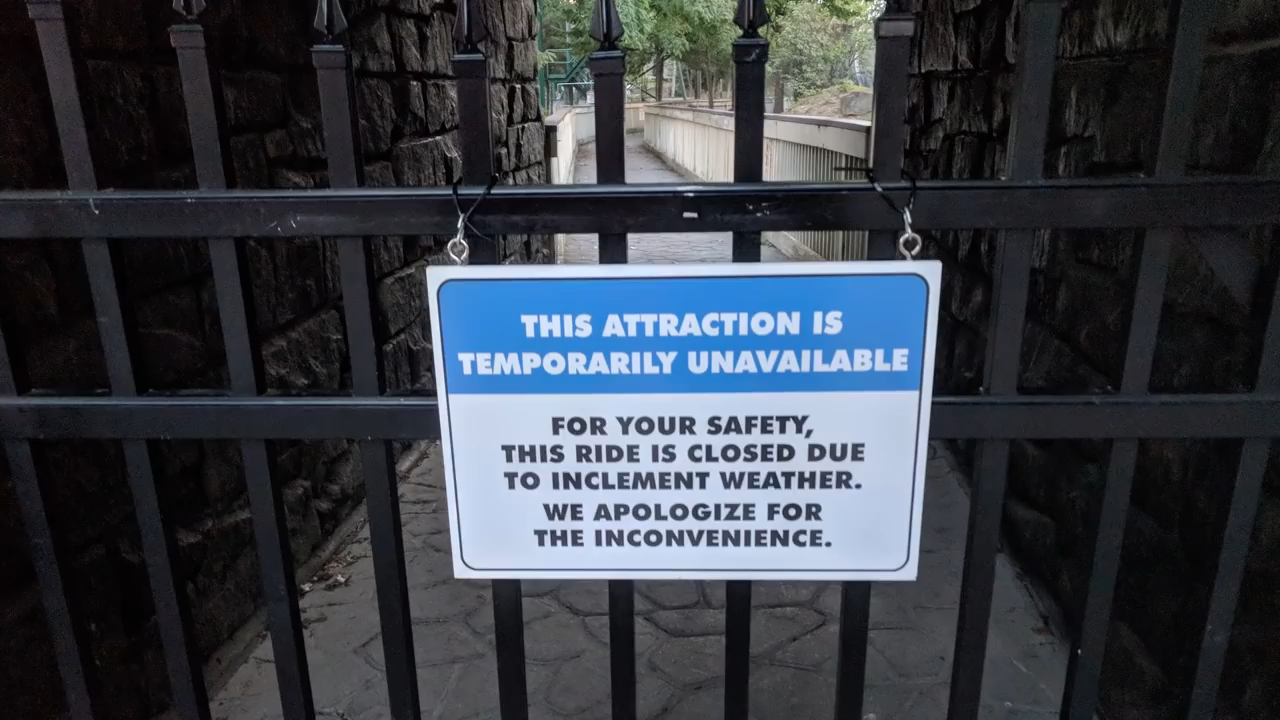 THIS ATTRACTION IS
TEMPORARILY UNAVAILABLE
FOR YOUR SAFETY,
THIS RIDE IS CLOSED DUE
TO INCLEMENT WEATHER.
WE APOLOGIZE FOR
THE INCONVENIENCE.